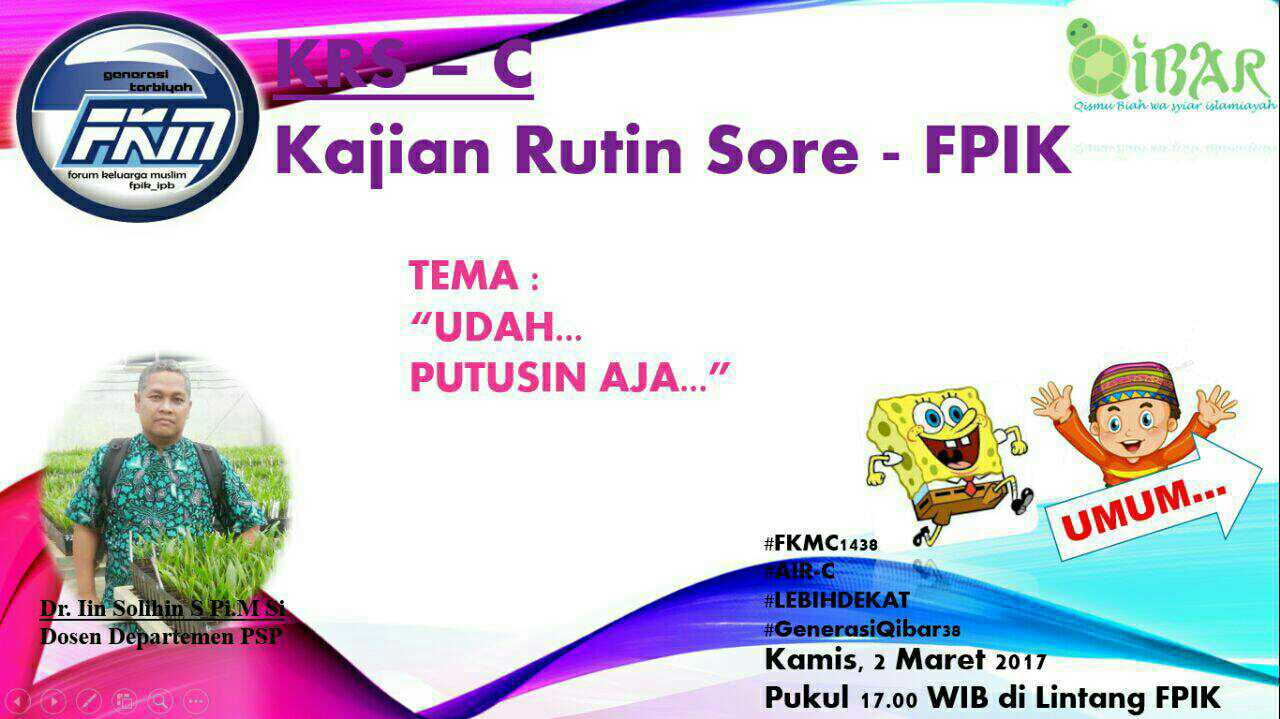 generasi
tarbiyah
FKM
forum keluarga muslim
fpik_ipb
KRS – C
Kajian Rutin Sore - FPIK
QiBAR
Qismu Biah wa syiar islamiayah
TEMA :
“UDAH...
PUTUSIN AJA...”
UMUM...
#FKMC1438
#AIR-C
#LEBIHDEKAT
#GenerasiQibar38
Kamis, 2 Maret 2017
Pukul 17.00 WIB di Lintang FPIK
Dr. Iin Solihin S.Pi.M Si
Dosen Departemen PSP